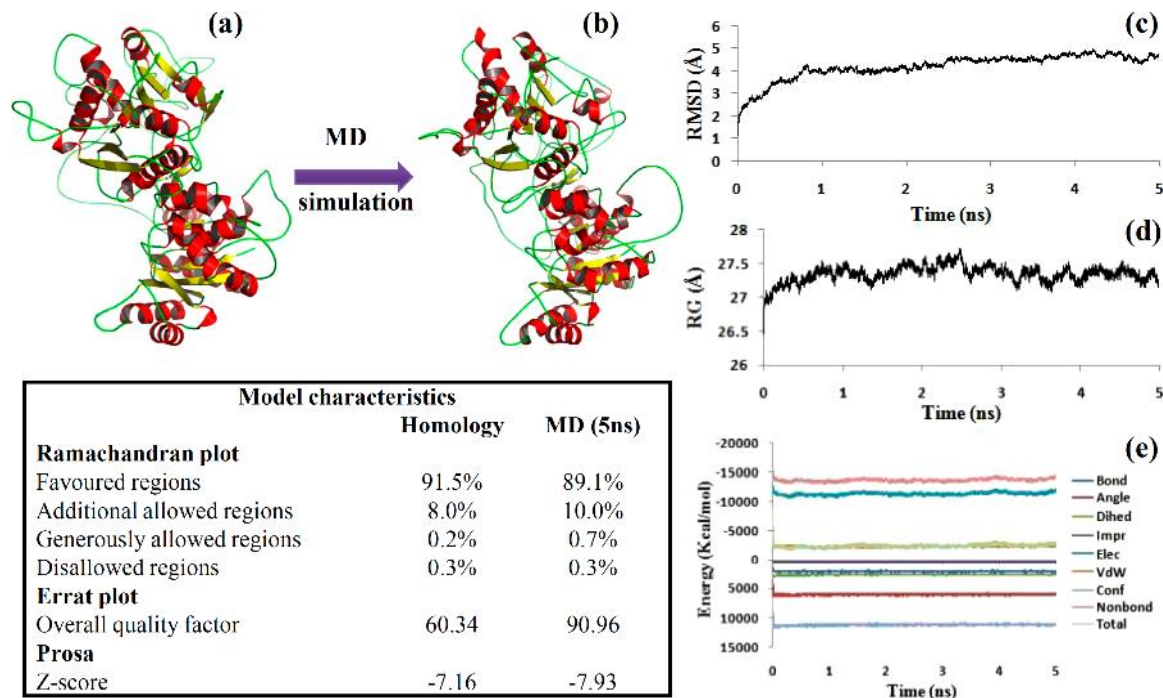 (a)
(b)
MD
simulation
(c)
RMSD (Å)
6
5
4
3
2
1
0
0 1 2 3 4 5
Time (ns)
(d)
RG (Å)
28
27.5
27
26.5
26
0 1 2 3 4 5
Time (ns)
Model characteristics
Homology MD (5ns)
Ramachandran plot
Favoured regions 91.5% 89.1%
Additional allowed regions 8.0% 10.0%
Generously allowed regions 0.2% 0.7%
Disallowed regions 0.3% 0.3%
Errat plot
Overall quality factor 60.34 90.96
Prosa
Z-score -7.16 -7.93
(e)
Energy (Kcal/mol)
-20000
-15000
-10000
-5000
0
5000
10000
15000
0 1 2 3 4 5
Time (ns)
Bond
Angle
Dihed
Impr
Elec
VdW
Conf
Nonbond
Total